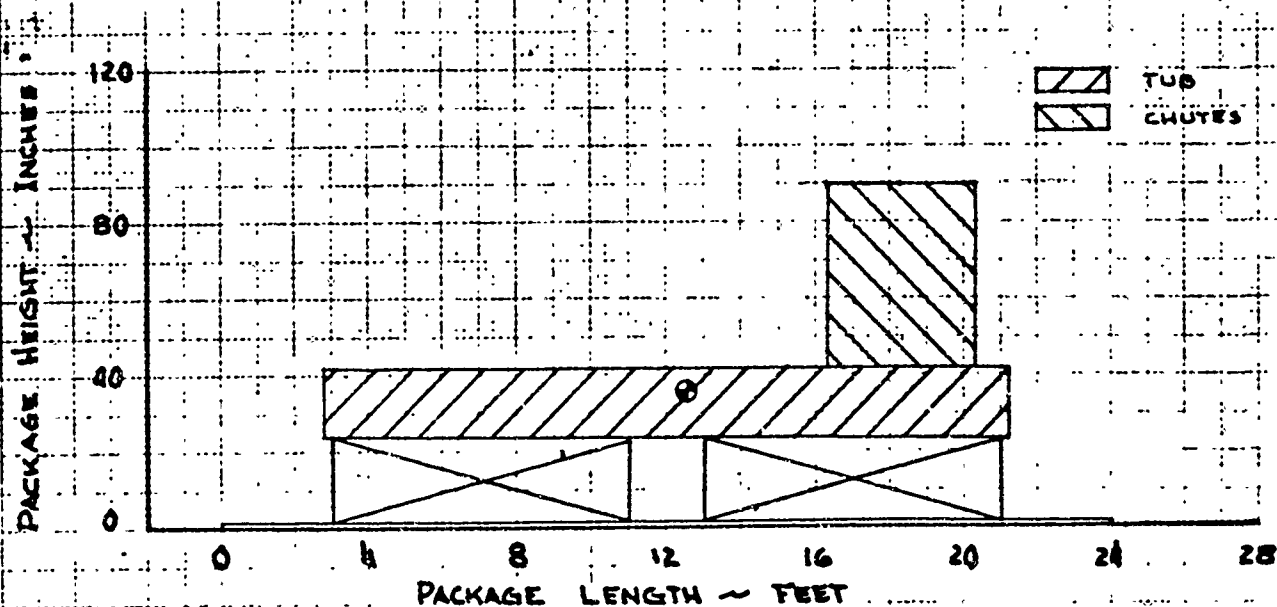 PACKAGE HEIGHT ~ INCHES
120
80
40
0
TUB
CHUTES
0 4 8 12 16 20 24 28
PACKAGE LENGTH ~ FEET